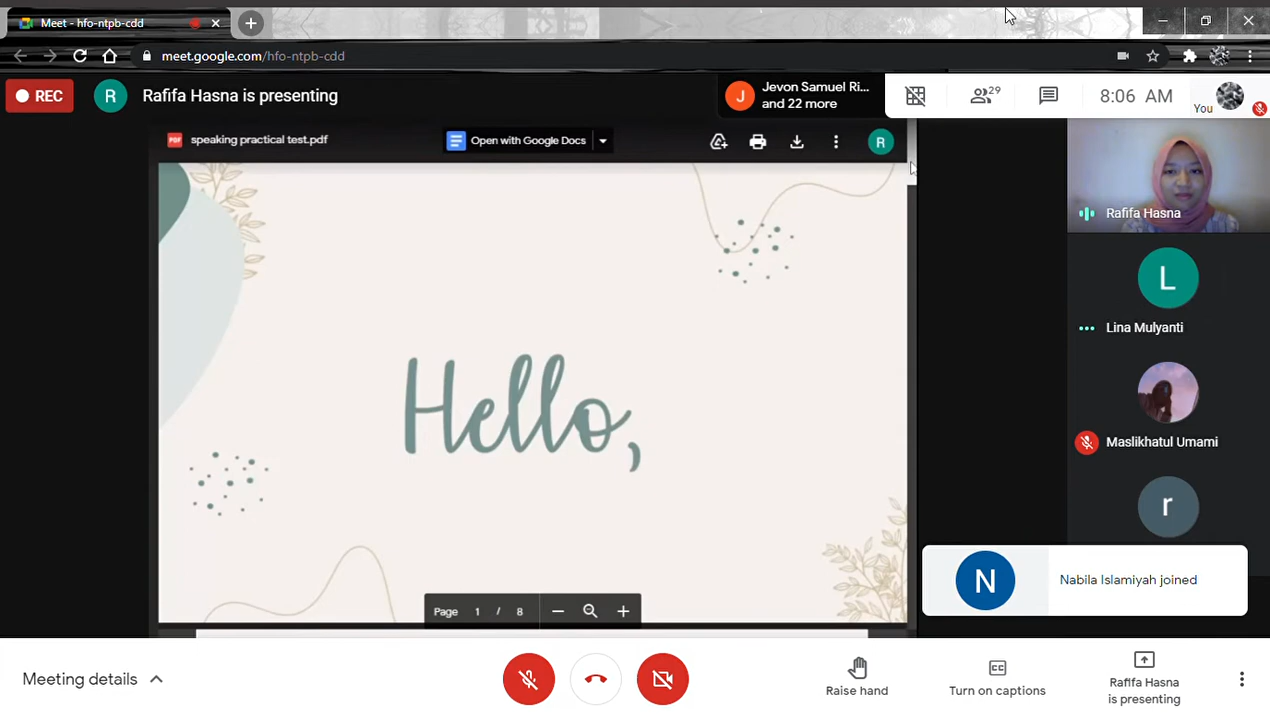 Meet - hfo-ntpb-cdd
meet.google.com/hfo-ntpb-cdd
REC
R
Rafifa Hasna is presenting
J
Jevon Samuel Ri...
and 22 more
29
8:06 AM
You
PDF
speaking practical test.pdf
Open with Google Docs
R
Hello,
Page 1 / 8
Rafifa Hasna
L
Lina Mulyanti
Maslikhatul Umami
r
N
Nabila Islamiyah joined
Meeting details
Raise hand
CC
Turn on captions
Rafifa Hasna
is presenting